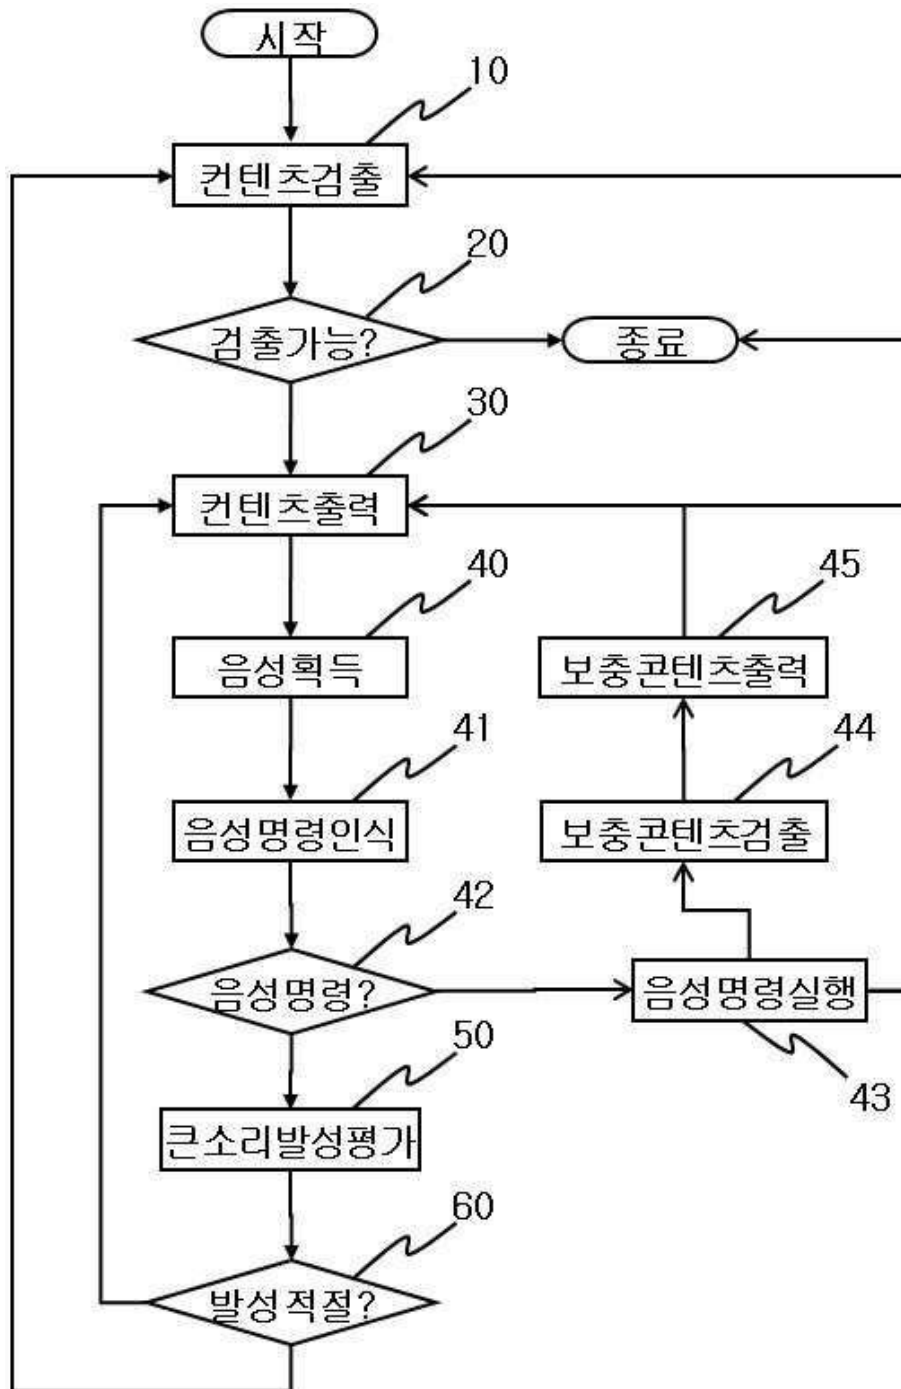 시작
10
컨텐츠검출
20
검출가능?
종료
30
컨텐츠출력
40
음성획득
45
보충콘텐츠출력
41
음성명령인식
44
보충콘텐츠검출
42
음성명령?
음성명령실행
43
50
큰소리발성평가
60
발성적절?